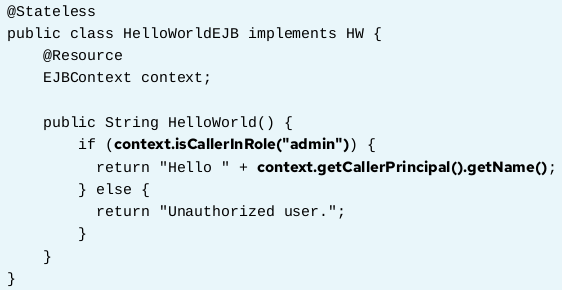 @Stateless
public class HelloWorldEJB implements HW {
    @Resource
    EJBContext context;

    public String HelloWorld() {
        if (context.isCallerInRole("admin")) {
          return "Hello " + context.getCallerPrincipal().getName();
        } else {
          return "Unauthorized user.";
        }
    }
}